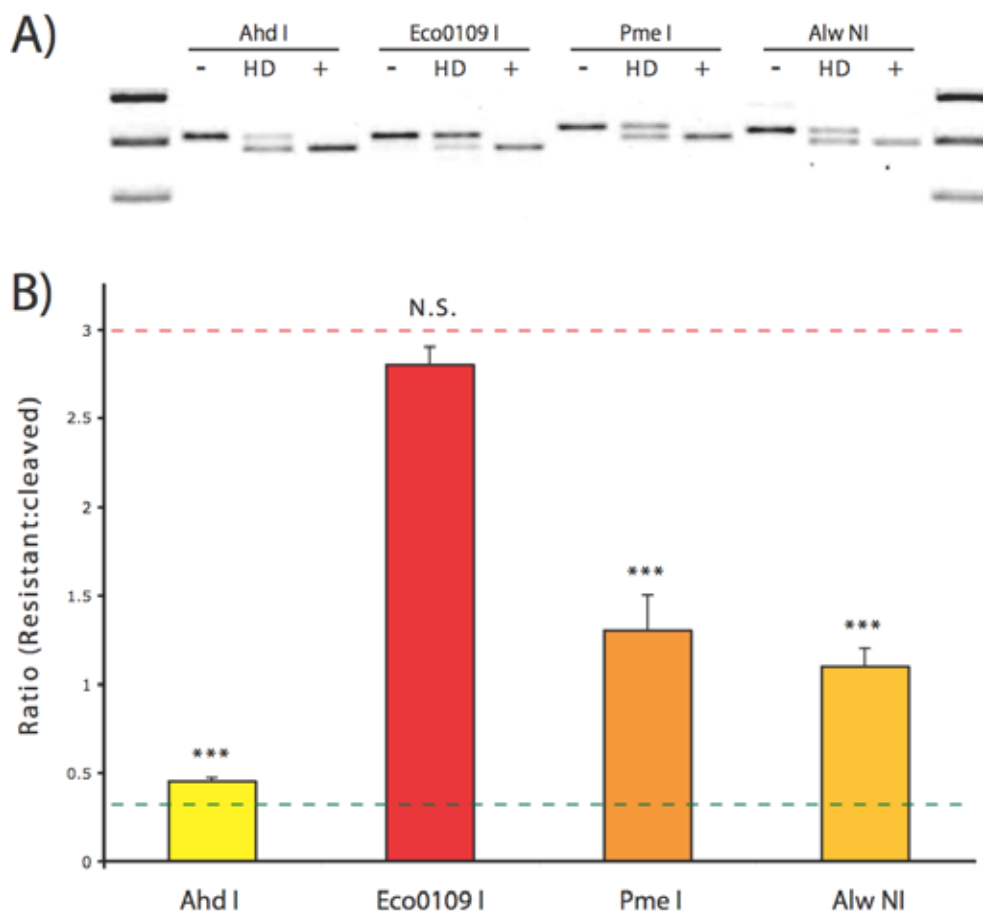 A)
Ahd I Eco0109 I Pme I Alw NI
- HD + - HD + - HD + - HD +
B)
N.S.
3
2.5
2
1.5
1
0.5
0
Ratio (Resistant:cleaved)
*** *** ***
Ahd I Eco0109 I Pme I Alw NI